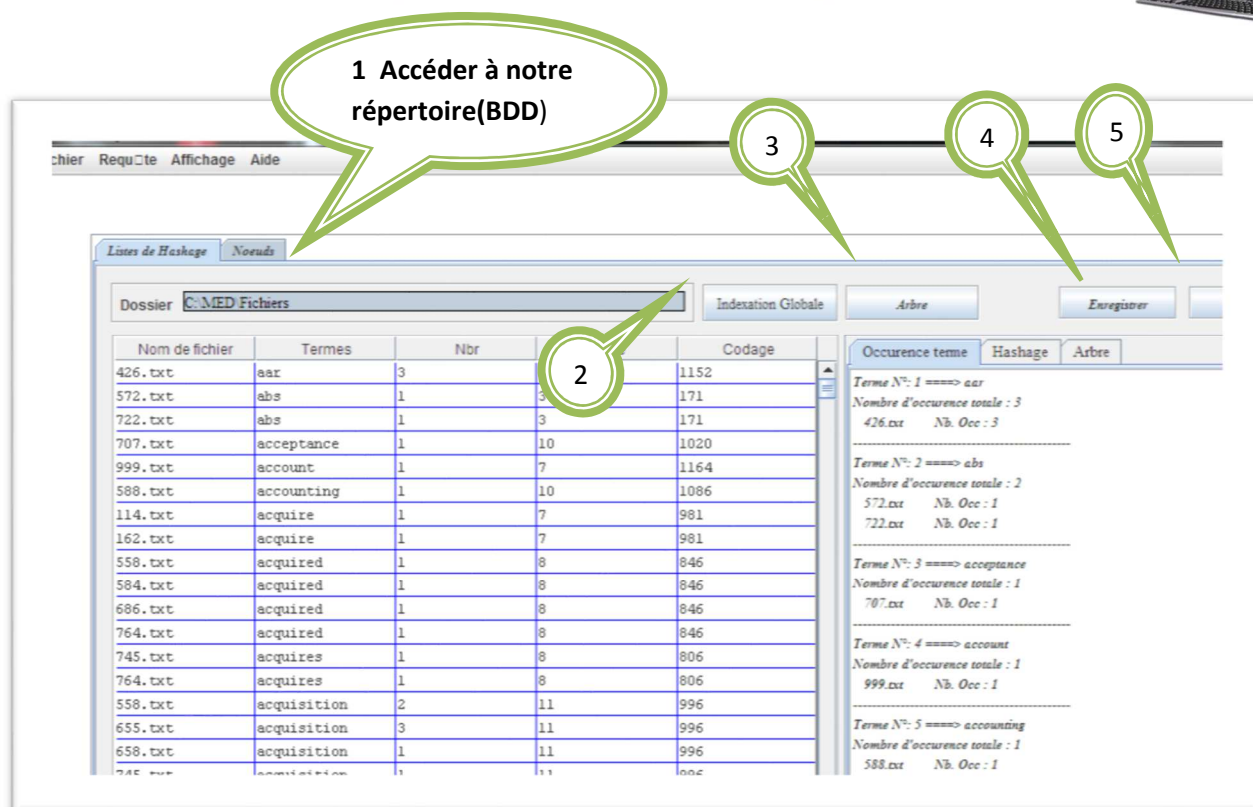 1 Accéder à notre
répertoire(BDD)
3
4
5
chier Requ□te Affichage Aide
Listes de Hashage Noeuds
Dossier C:\MED\Fichiers Indexation Globale Arbre Enregistrer
2
Nom de fichier Termes Nbr Codage
426.txt aar 3 1152
572.txt abs 1 3 171
722.txt abs 1 3 171
707.txt acceptance 1 10 1020
999.txt account 1 7 1164
588.txt accounting 1 10 1086
114.txt acquire 1 7 981
162.txt acquire 1 7 981
558.txt acquired 1 8 846
584.txt acquired 1 8 846
686.txt acquired 1 8 846
764.txt acquired 1 8 846
745.txt acquires 1 8 806
764.txt acquires 1 8 806
558.txt acquisition 2 11 996
655.txt acquisition 3 11 996
658.txt acquisition 1 11 996
745.txt acquisition 1 11 996
Occurence terme Hashage Arbre
Terme N°: 1 ====> aar
Nombre d'occurence totale : 3
426.txt Nb. Occ : 3
--------------------------------------------
Terme N°: 2 ====> abs
Nombre d'occurence totale : 2
572.txt Nb. Occ : 1
722.txt Nb. Occ : 1
--------------------------------------------
Terme N°: 3 ====> acceptance
Nombre d'occurence totale : 1
707.txt Nb. Occ : 1
--------------------------------------------
Terme N°: 4 ====> account
Nombre d'occurence totale : 1
999.txt Nb. Occ : 1
--------------------------------------------
Terme N°: 5 ====> accounting
Nombre d'occurence totale : 1
588.txt Nb. Occ : 1